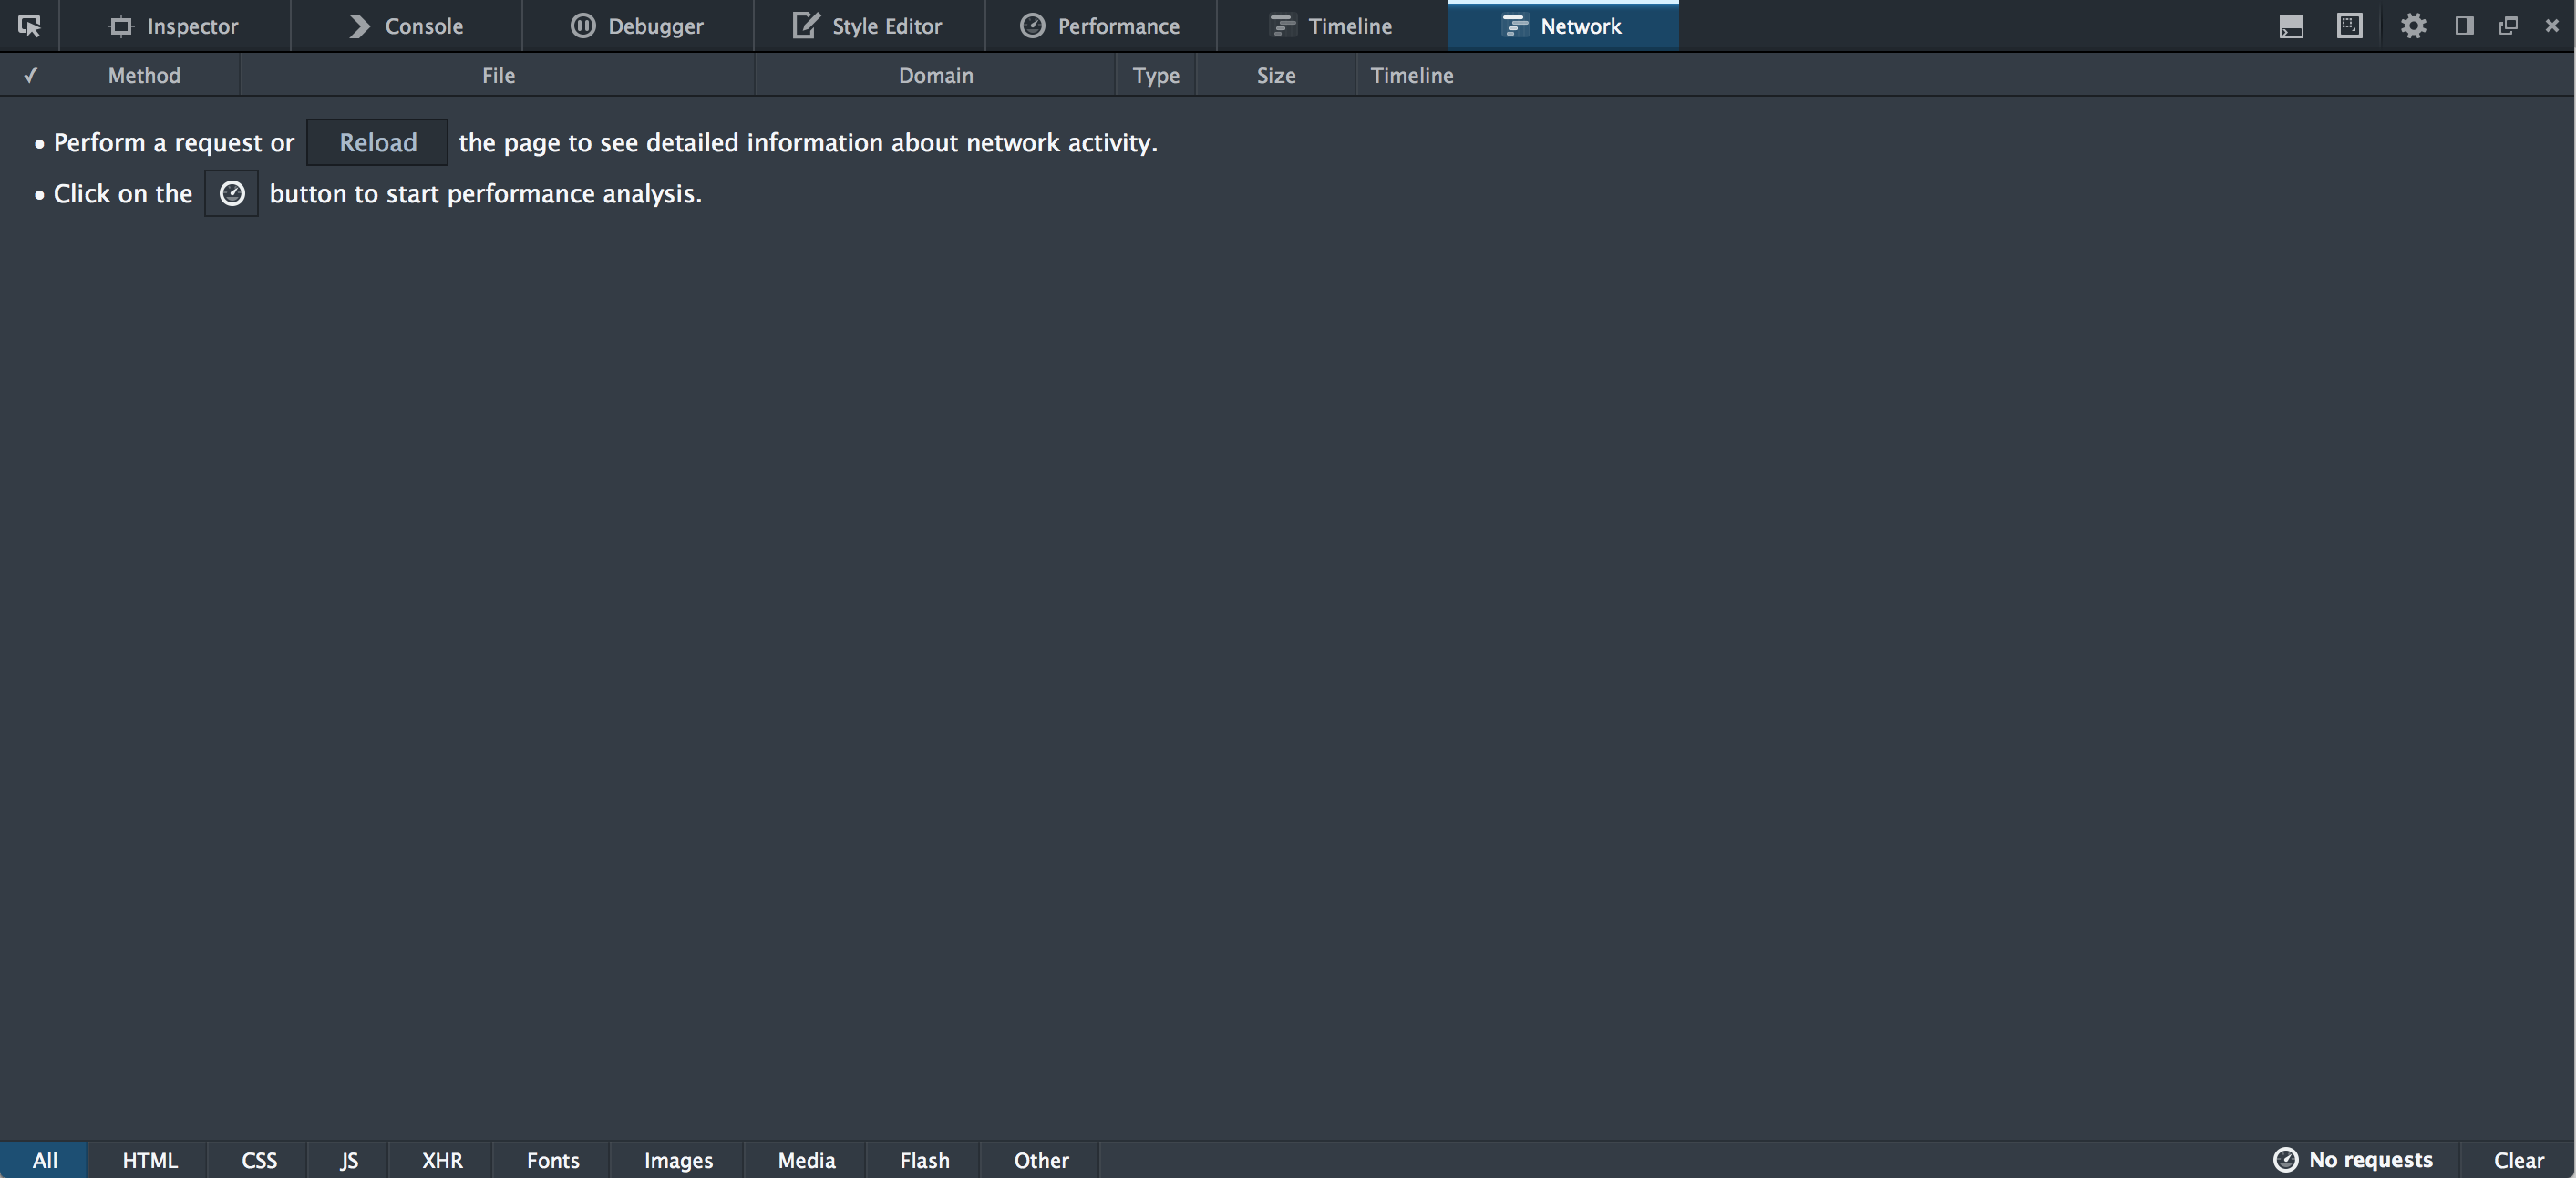 Inspector Console Debugger Style Editor Performance Timeline Network
✓ Method File Domain Type Size Timeline
• Perform a request or Reload the page to see detailed information about network activity.
• Click on the button to start performance analysis.
All HTML CSS JS XHR Fonts Images Media Flash Other No requests Clear